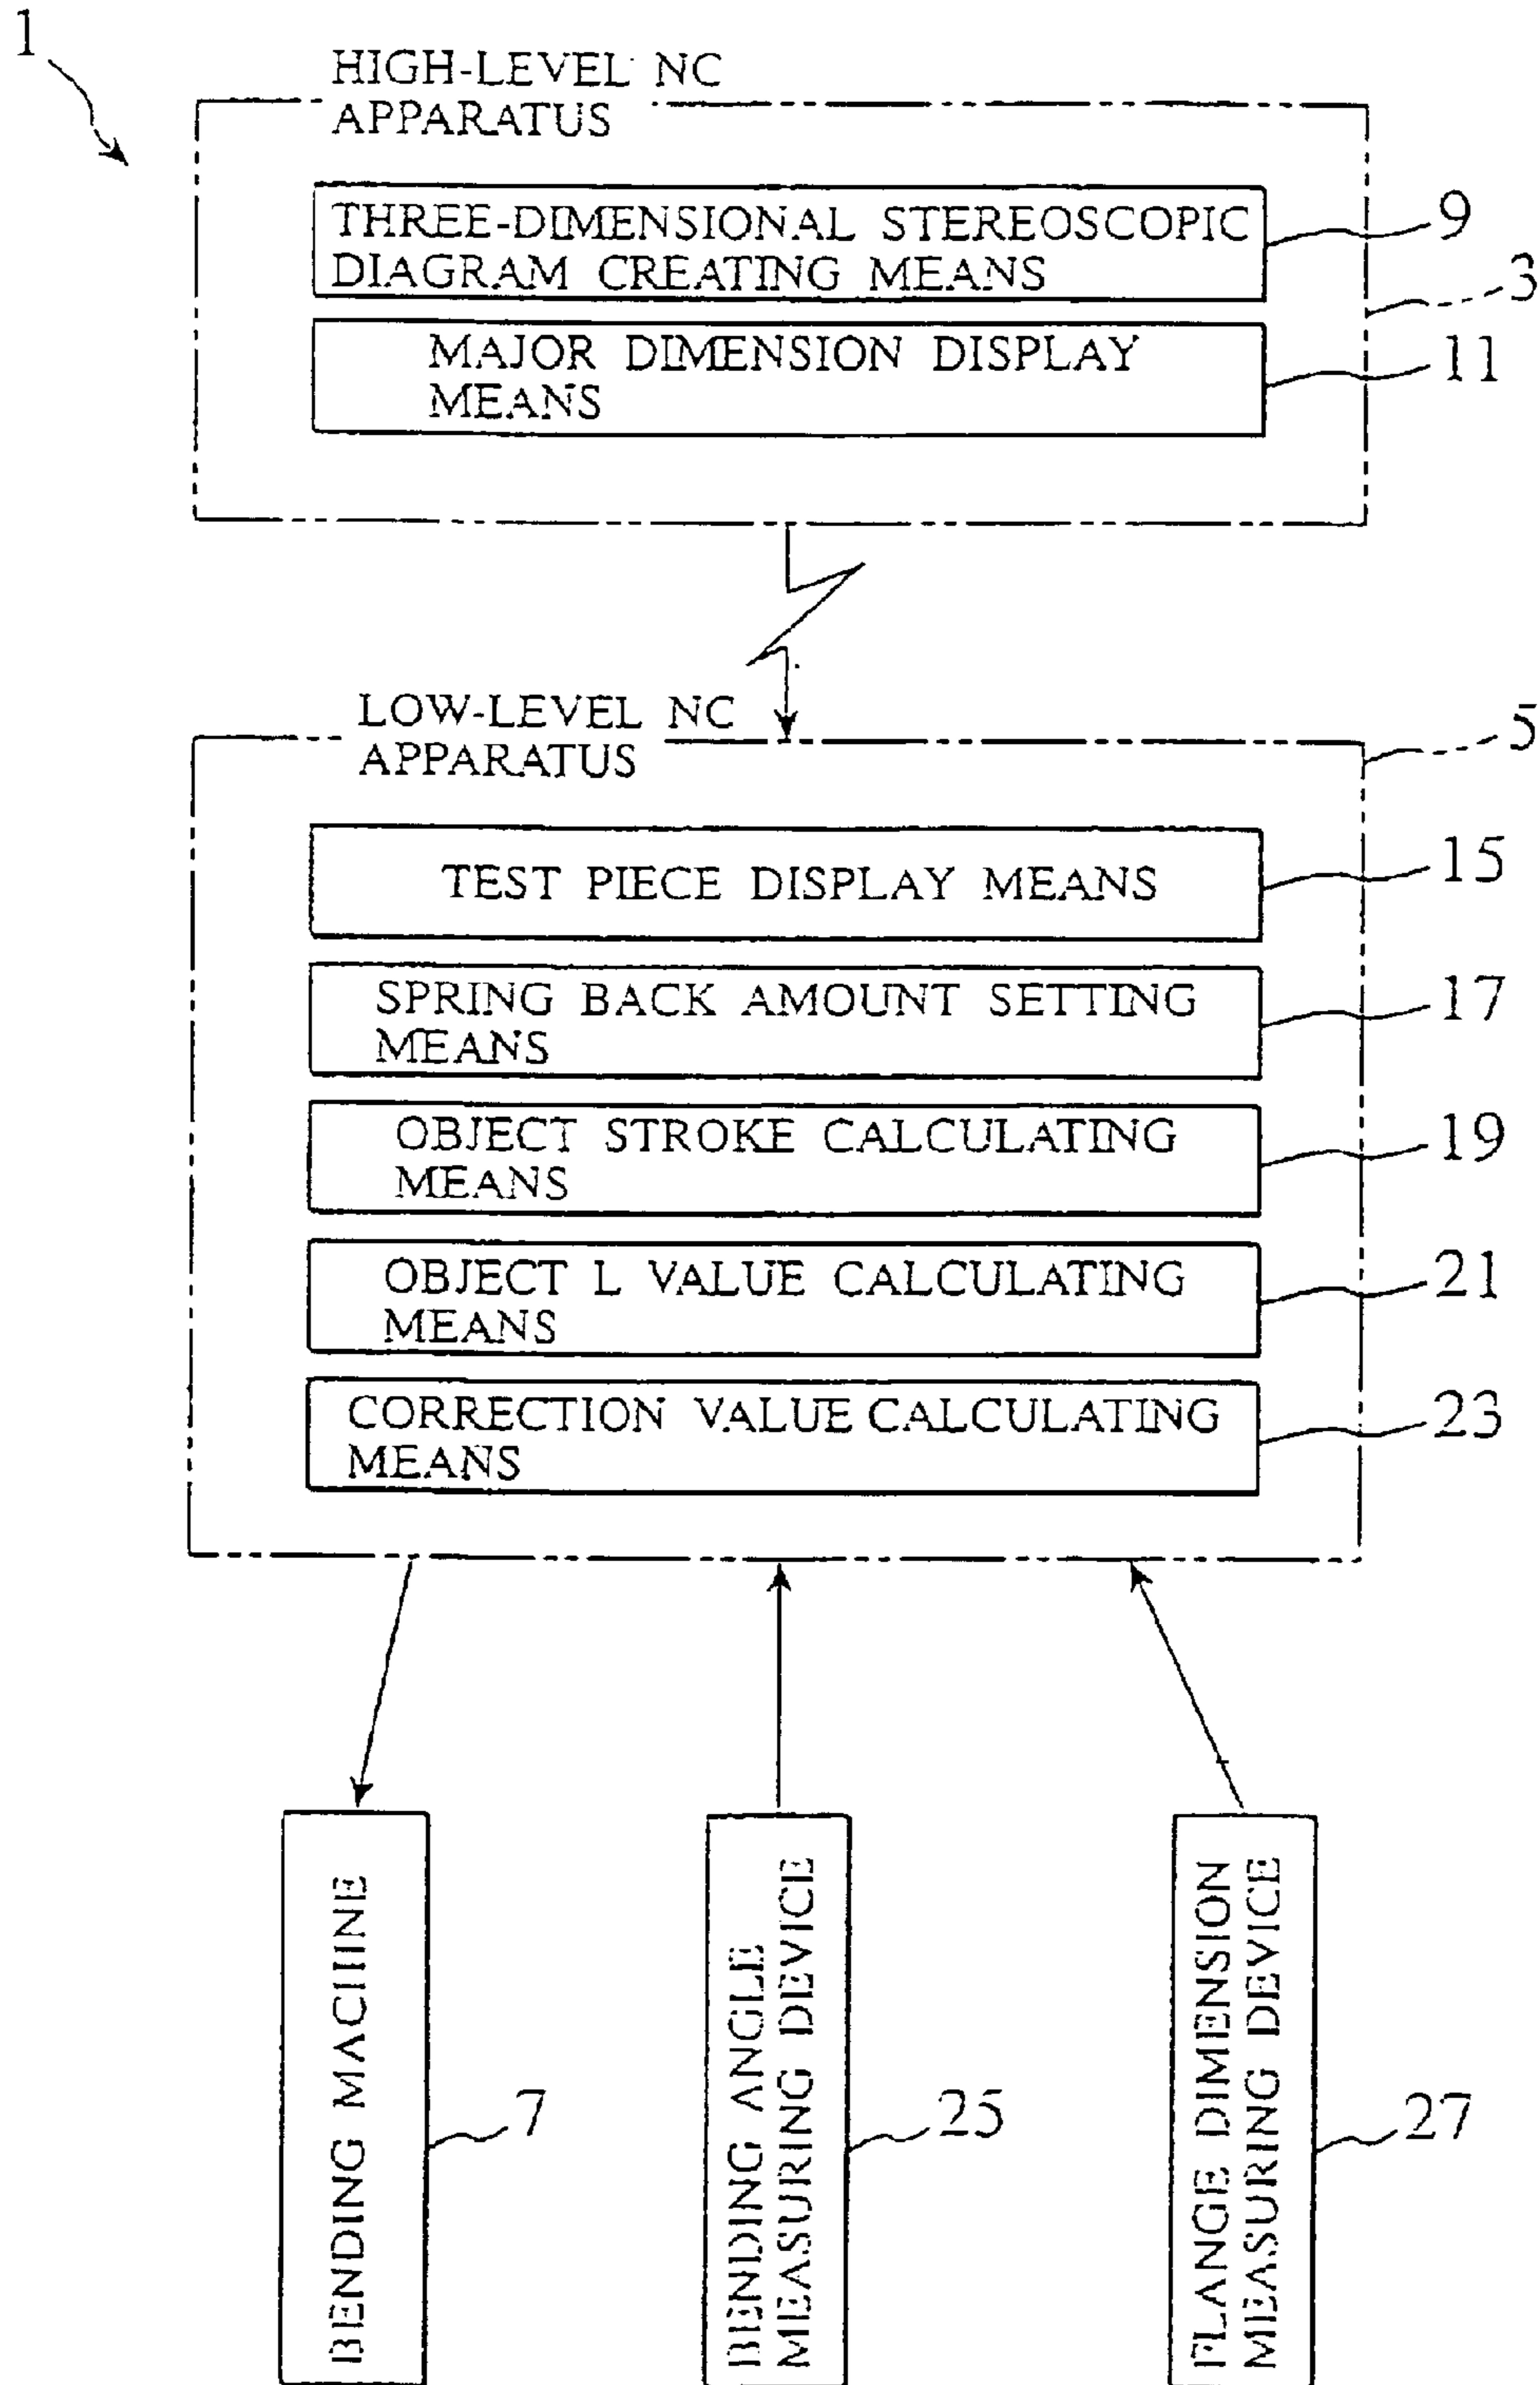 1
HIGH-LEVEL NC
APPARATUS
THREE-DIMENSIONAL STEREOSCOPIC
DIAGRAM CREATING MEANS
9
3
MAJOR DIMENSION DISPLAY
MEANS
11
LOW-LEVEL NC
APPARATUS
5
TEST PIECE DISPLAY MEANS
15
SPRING BACK AMOUNT SETTING
MEANS
17
OBJECT STROKE CALCULATING
MEANS
19
OBJECT L VALUE CALCULATING
MEANS
21
CORRECTION VALUE CALCULATING
MEANS
23
BENDING MACHINE
7
BENDING ANGLE
MEASURING DEVICE
25
FLANGE DIMENSION
MEASURING DEVICE
27